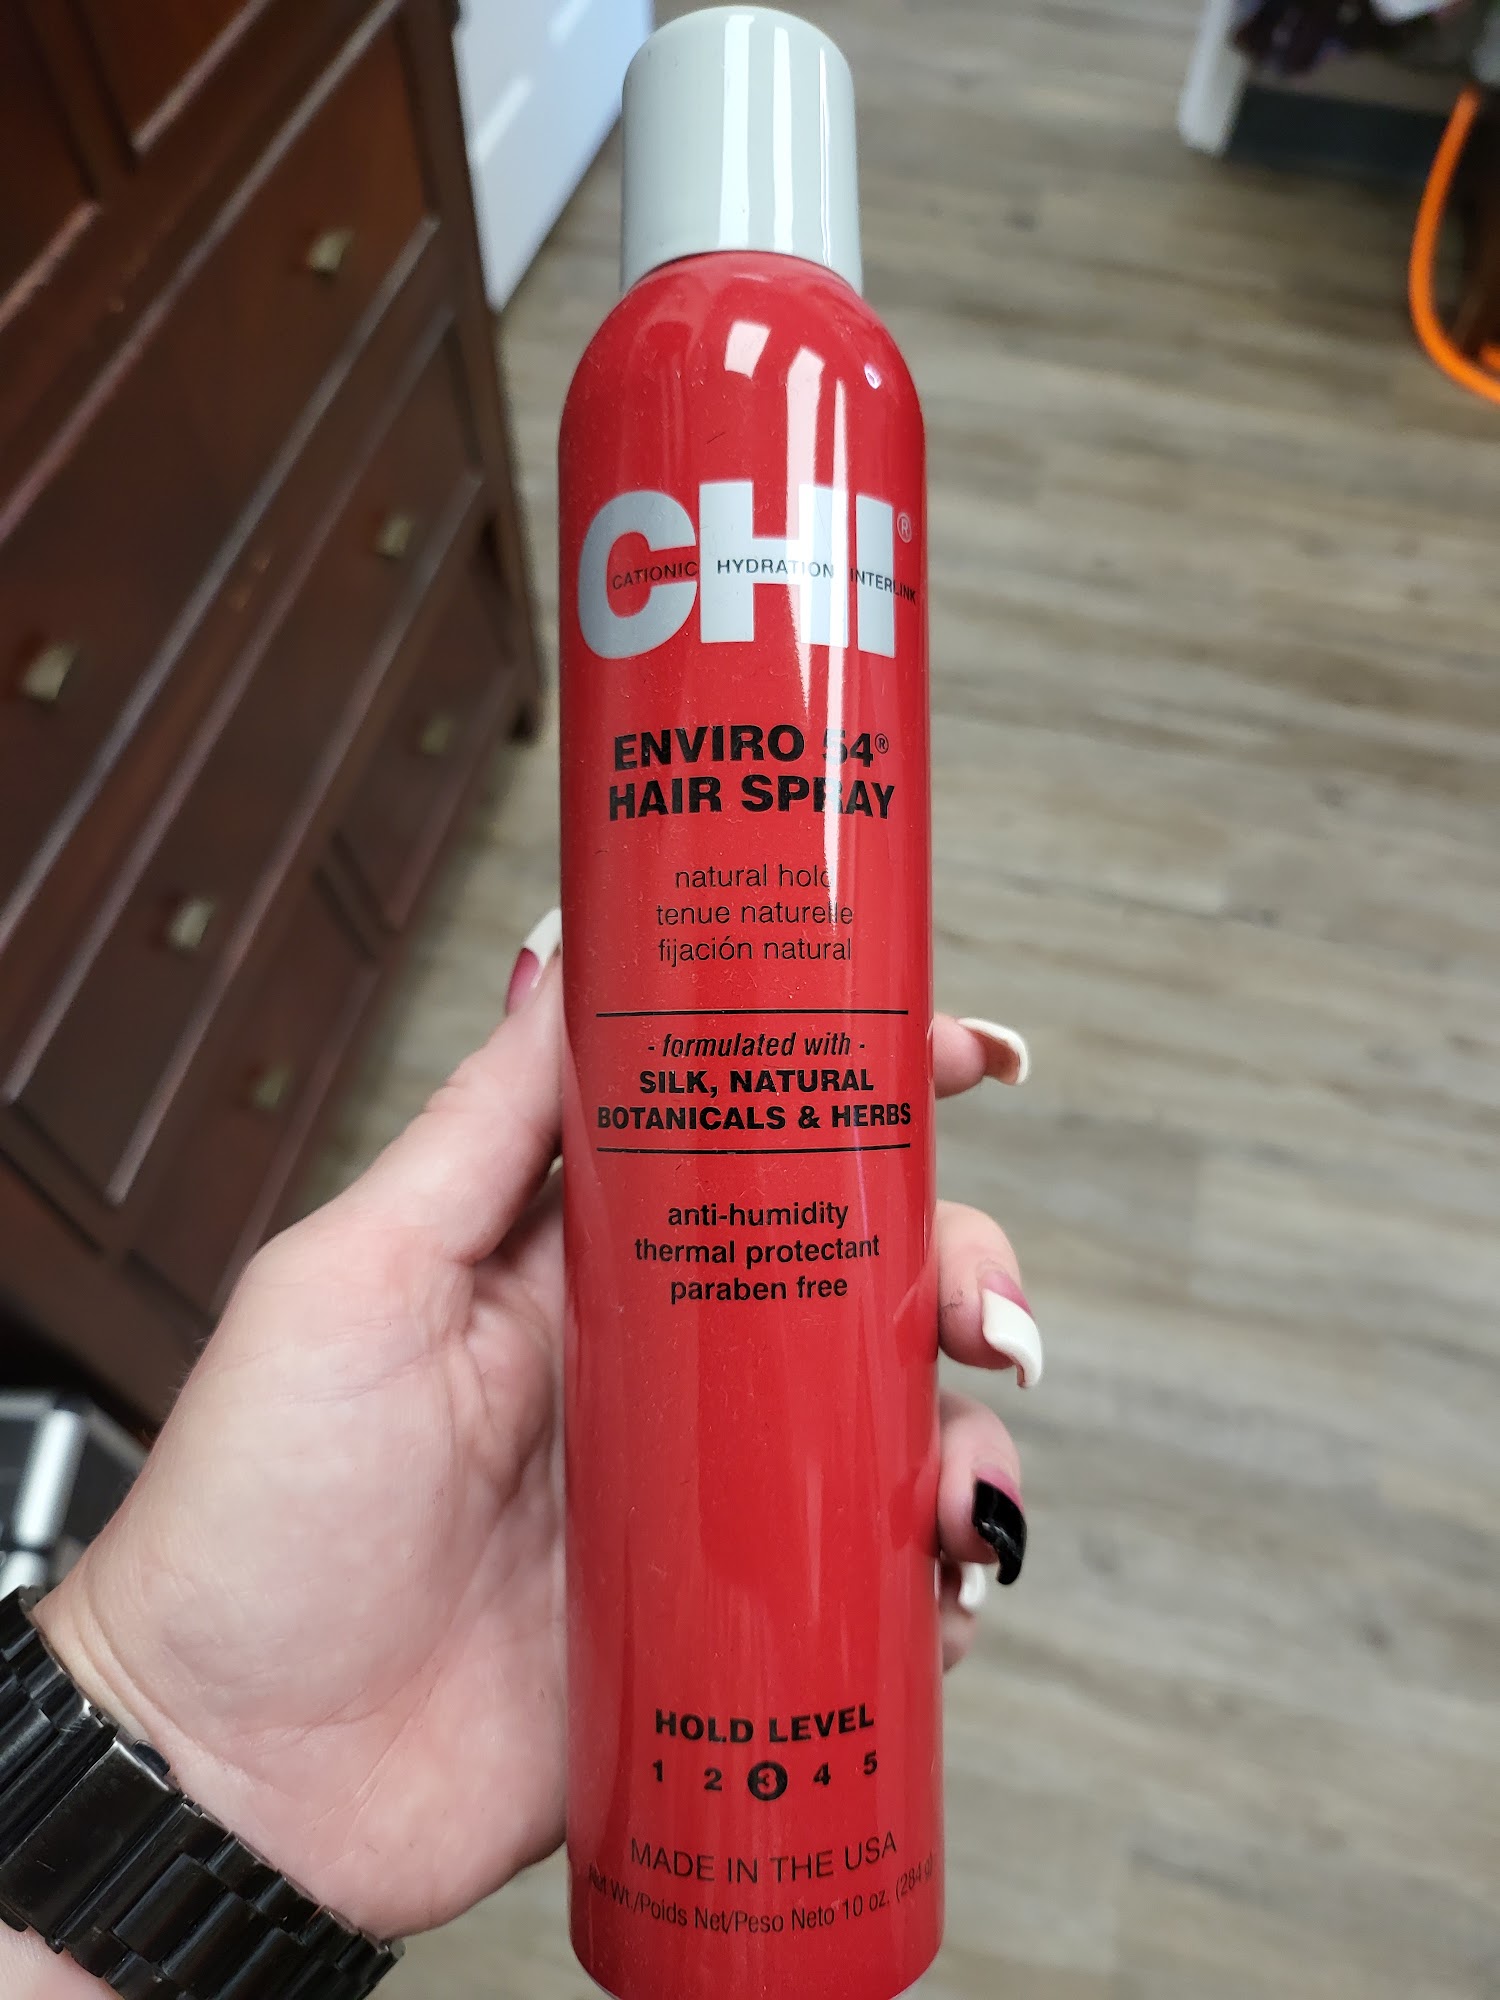 CHI®
CATIONIC HYDRATION INTERLINK
ENVIRO 54®
HAIR SPRAY
natural hold
tenue naturelle
fijación natural
- formulated with -
SILK, NATURAL
BOTANICALS & HERBS
anti-humidity
thermal protectant
paraben free
HOLD LEVEL
1 2 3 4 5
MADE IN THE USA
Net Wt./Poids Net/Peso Neto 10 oz. (284 g)